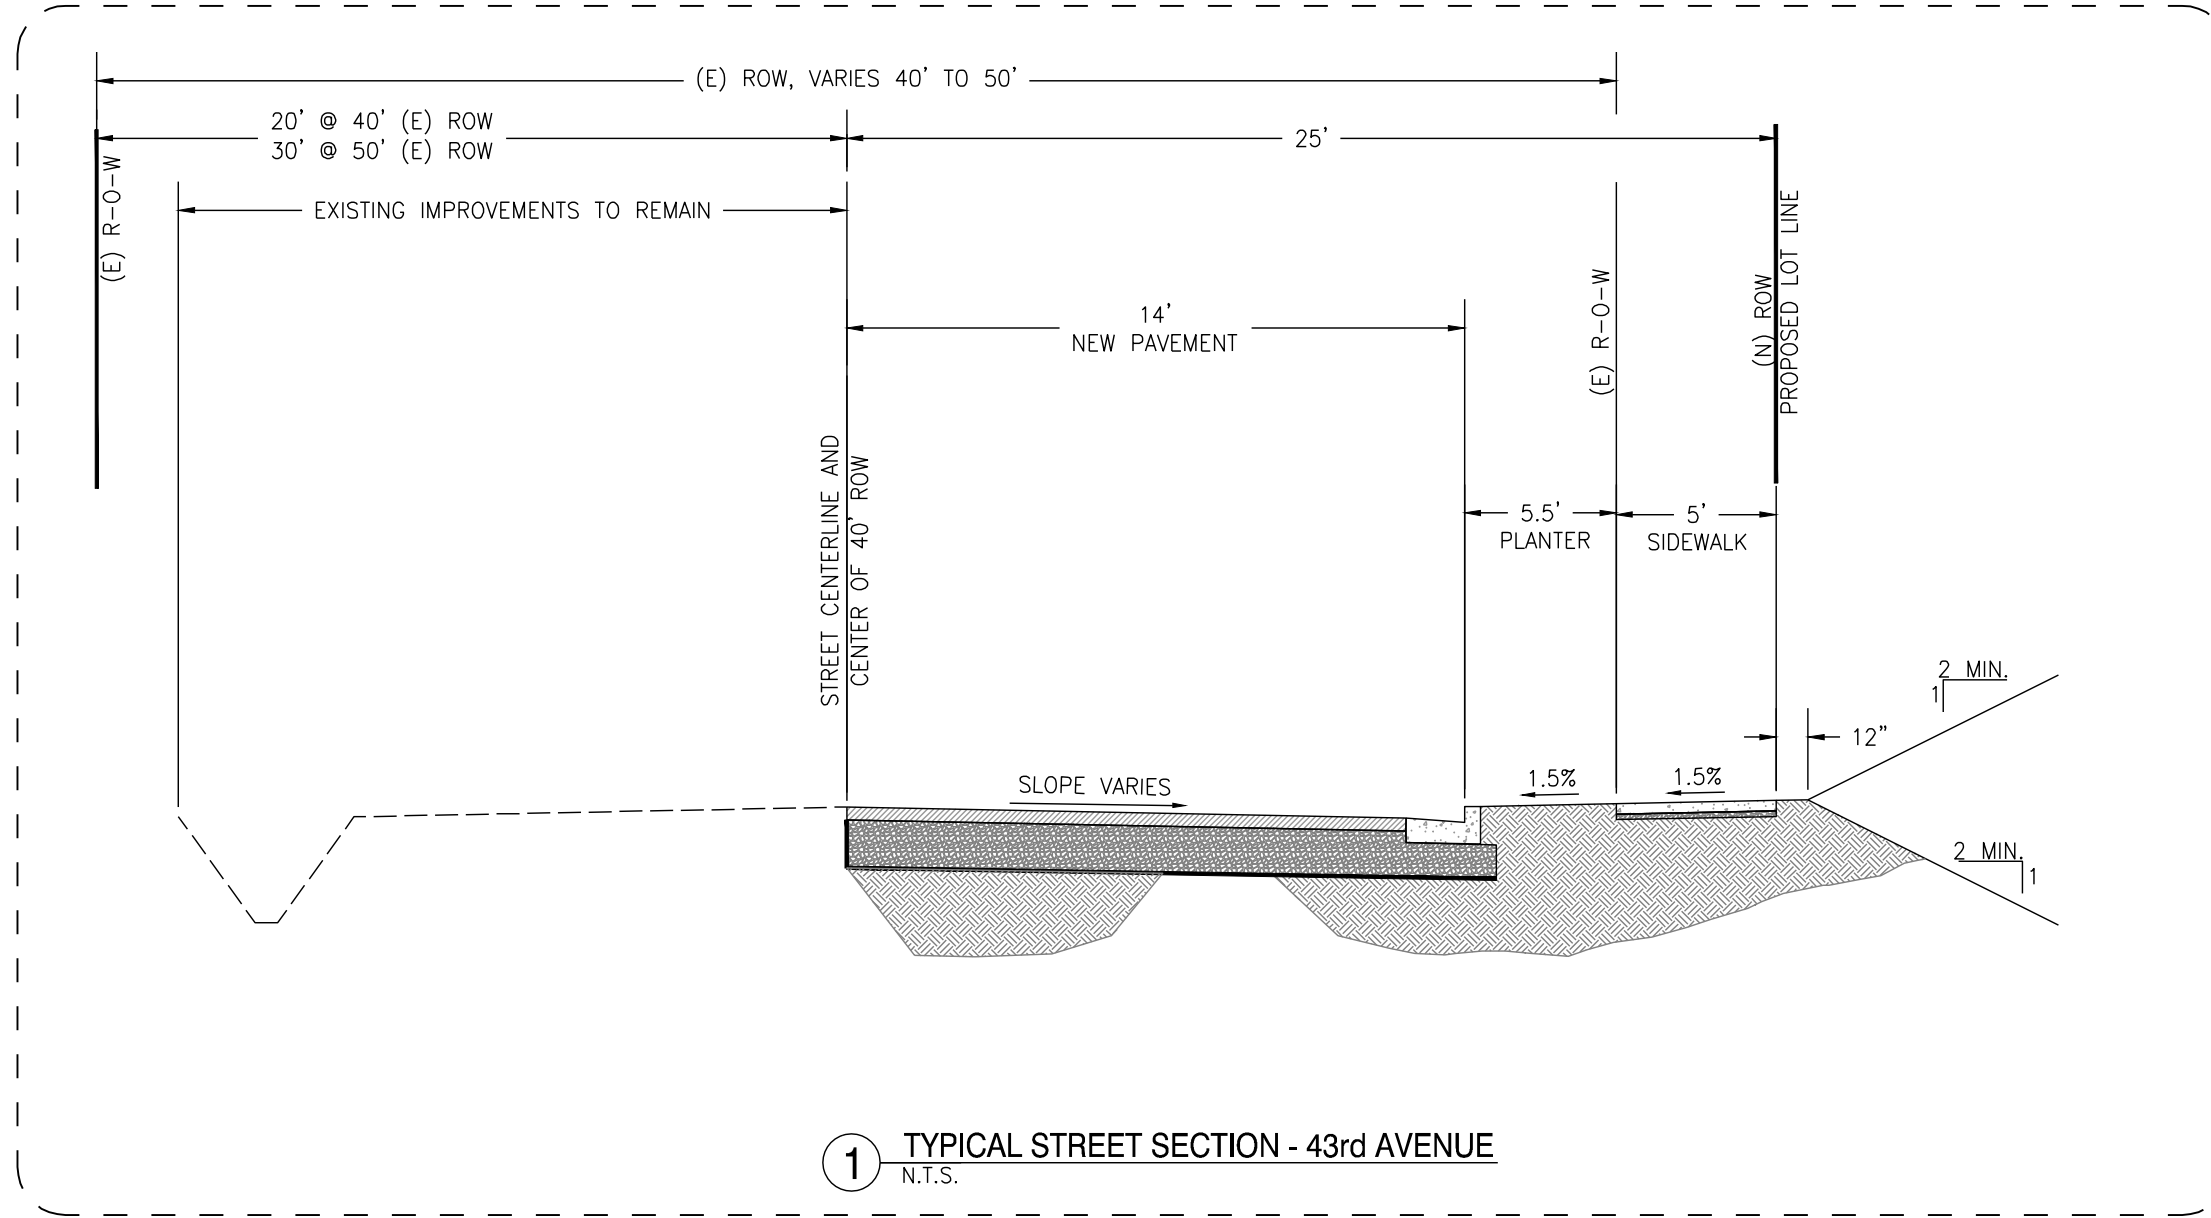 (E) ROW, VARIES 40' TO 50'
20' @ 40' (E) ROW
30' @ 50' (E) ROW
25'
(E) R-O-W
EXISTING IMPROVEMENTS TO REMAIN
(N) ROW
PROPOSED LOT LINE
(E) R-O-W
14'
NEW PAVEMENT
STREET CENTERLINE AND
CENTER OF 40' ROW
5.5'
PLANTER
5'
SIDEWALK
2 MIN.
1
12"
SLOPE VARIES
1.5%
1.5%
2 MIN.
1
1 TYPICAL STREET SECTION - 43rd AVENUE
N.T.S.